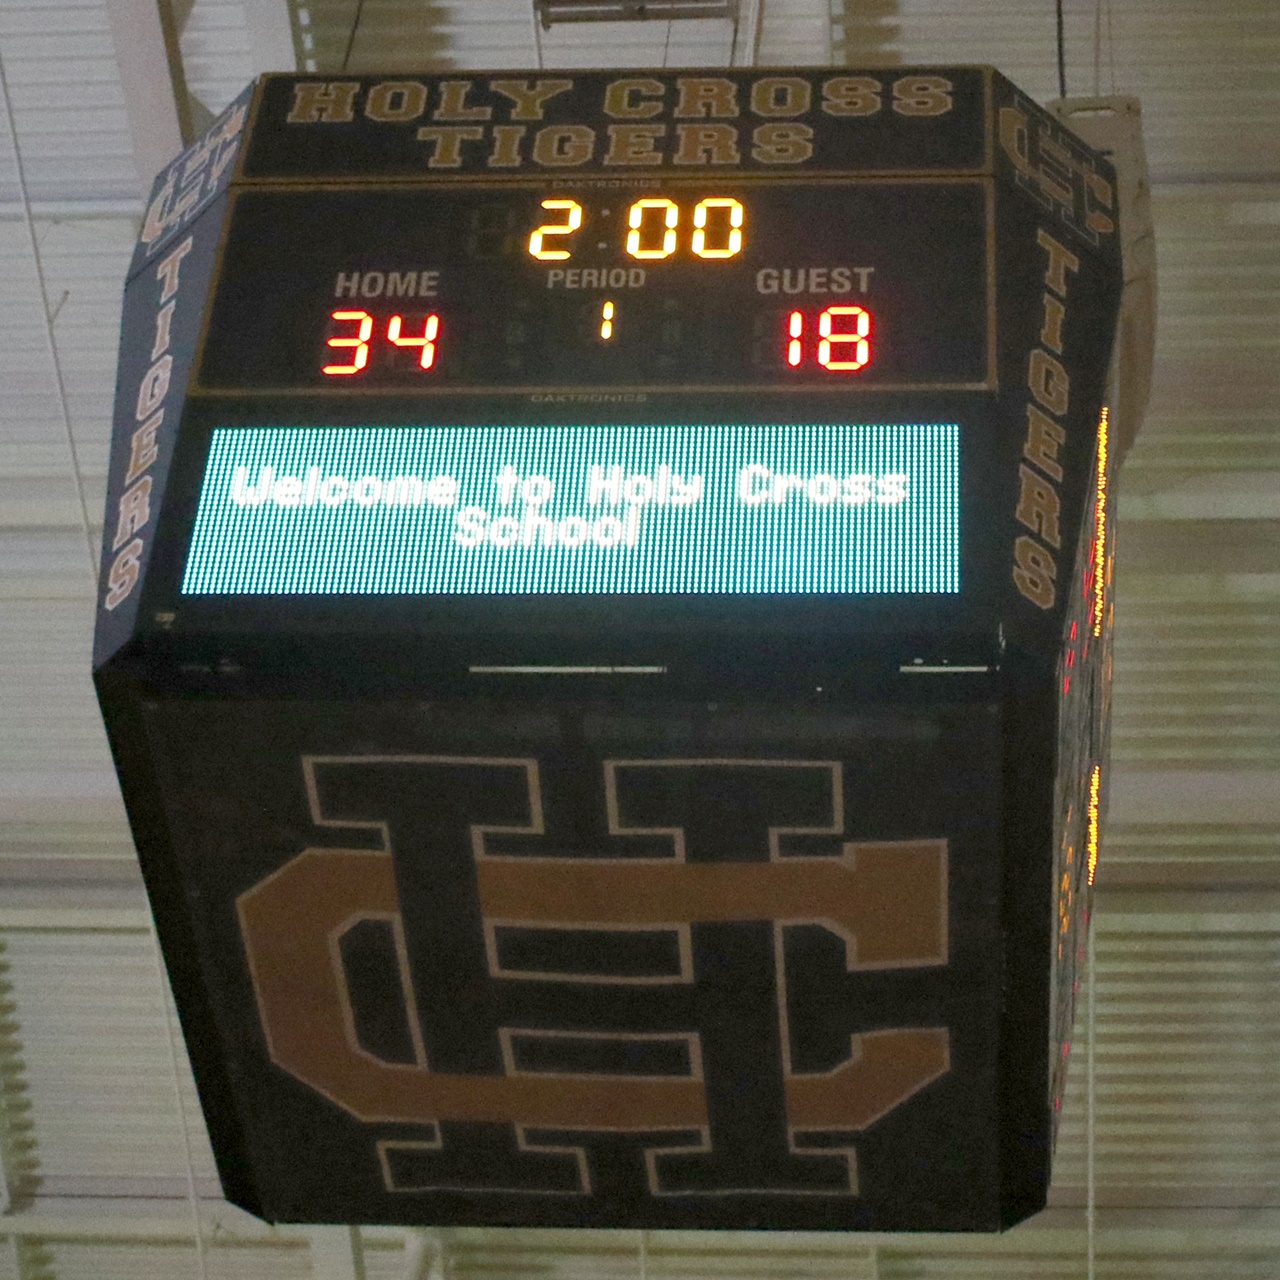 HOLY CROSS
TIGERS
DAKTRONICS
2:00
HOME PERIOD GUEST
34 1 18
DAKTRONICS
Welcome to Holy Cross
School
HC
TIGERS
HC
TIGERS
HC